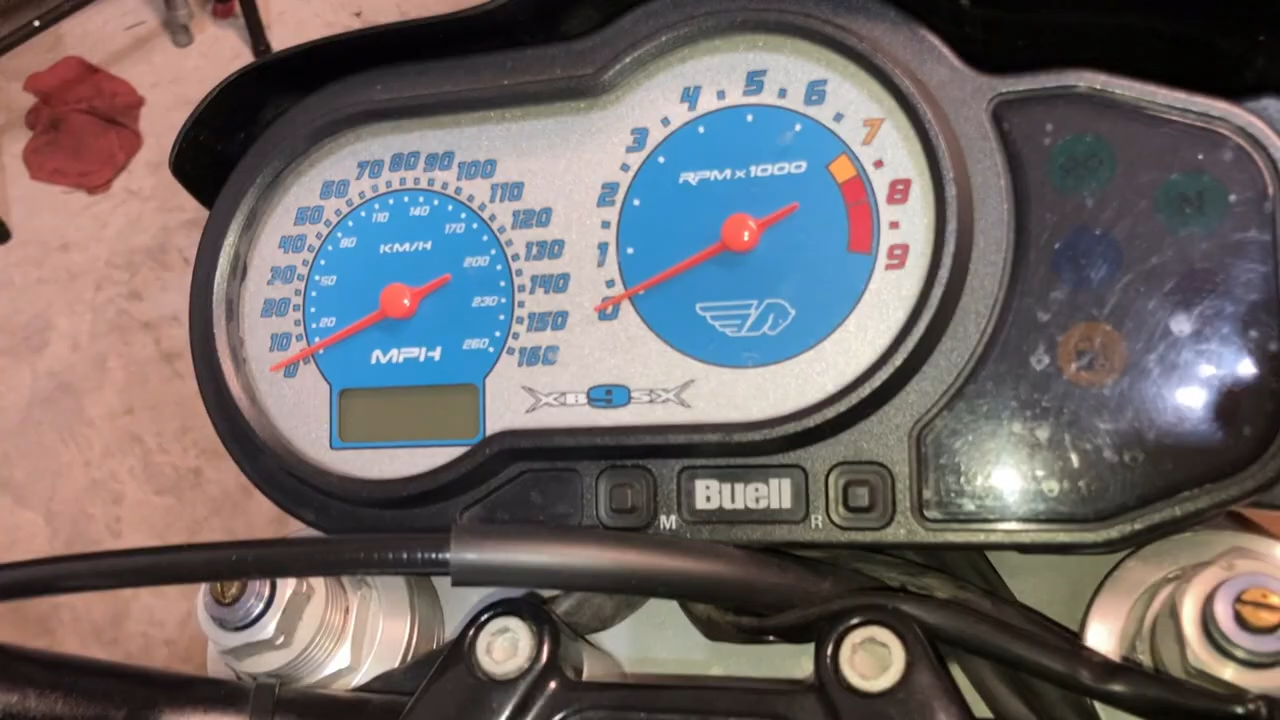 0 10 20 30 40 50 60 70 80 90 100 110 120 130 140 150 160
20 50 80 110 140 170 200 230 260
KM/H
MPH
0 1 2 3 4 5 6 7 8 9
RPM x 1000
XB9SX
M
Buell
R
N